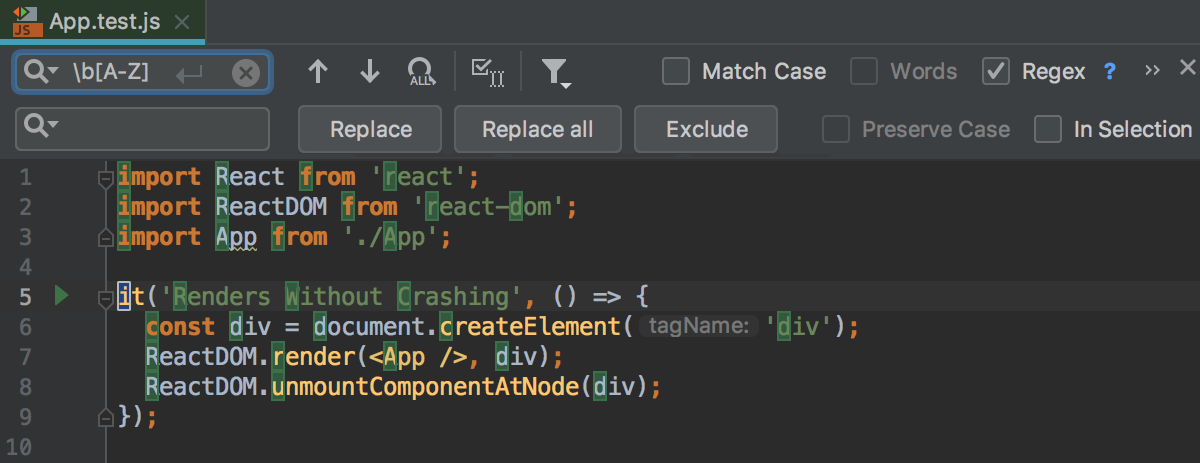 JS App.test.js
\b[A-Z] ALL Match Case Words Regex ? »
Replace Replace all Exclude Preserve Case In Selection
1 import React from 'react';
2 import ReactDOM from 'react-dom';
3 import App from './App';
4
5 it('Renders Without Crashing', () => {
6 const div = document.createElement( tagName: 'div');
7 ReactDOM.render(<App />, div);
8 ReactDOM.unmountComponentAtNode(div);
9 });
10